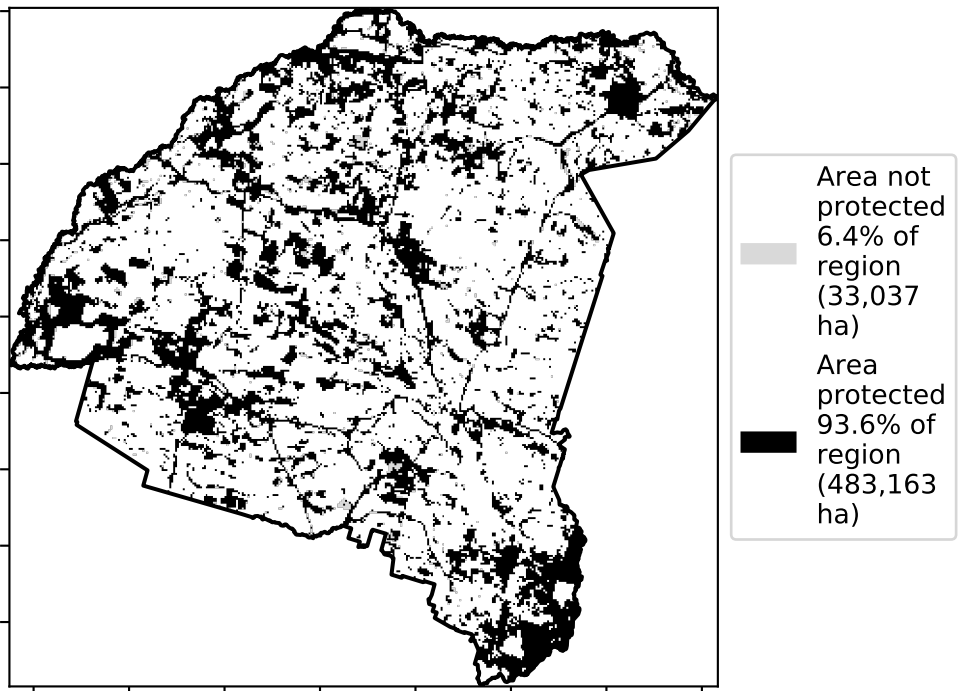 Area not
protected
6.4% of
region
(33,037
ha)
Area
protected
93.6% of
region
(483,163
ha)